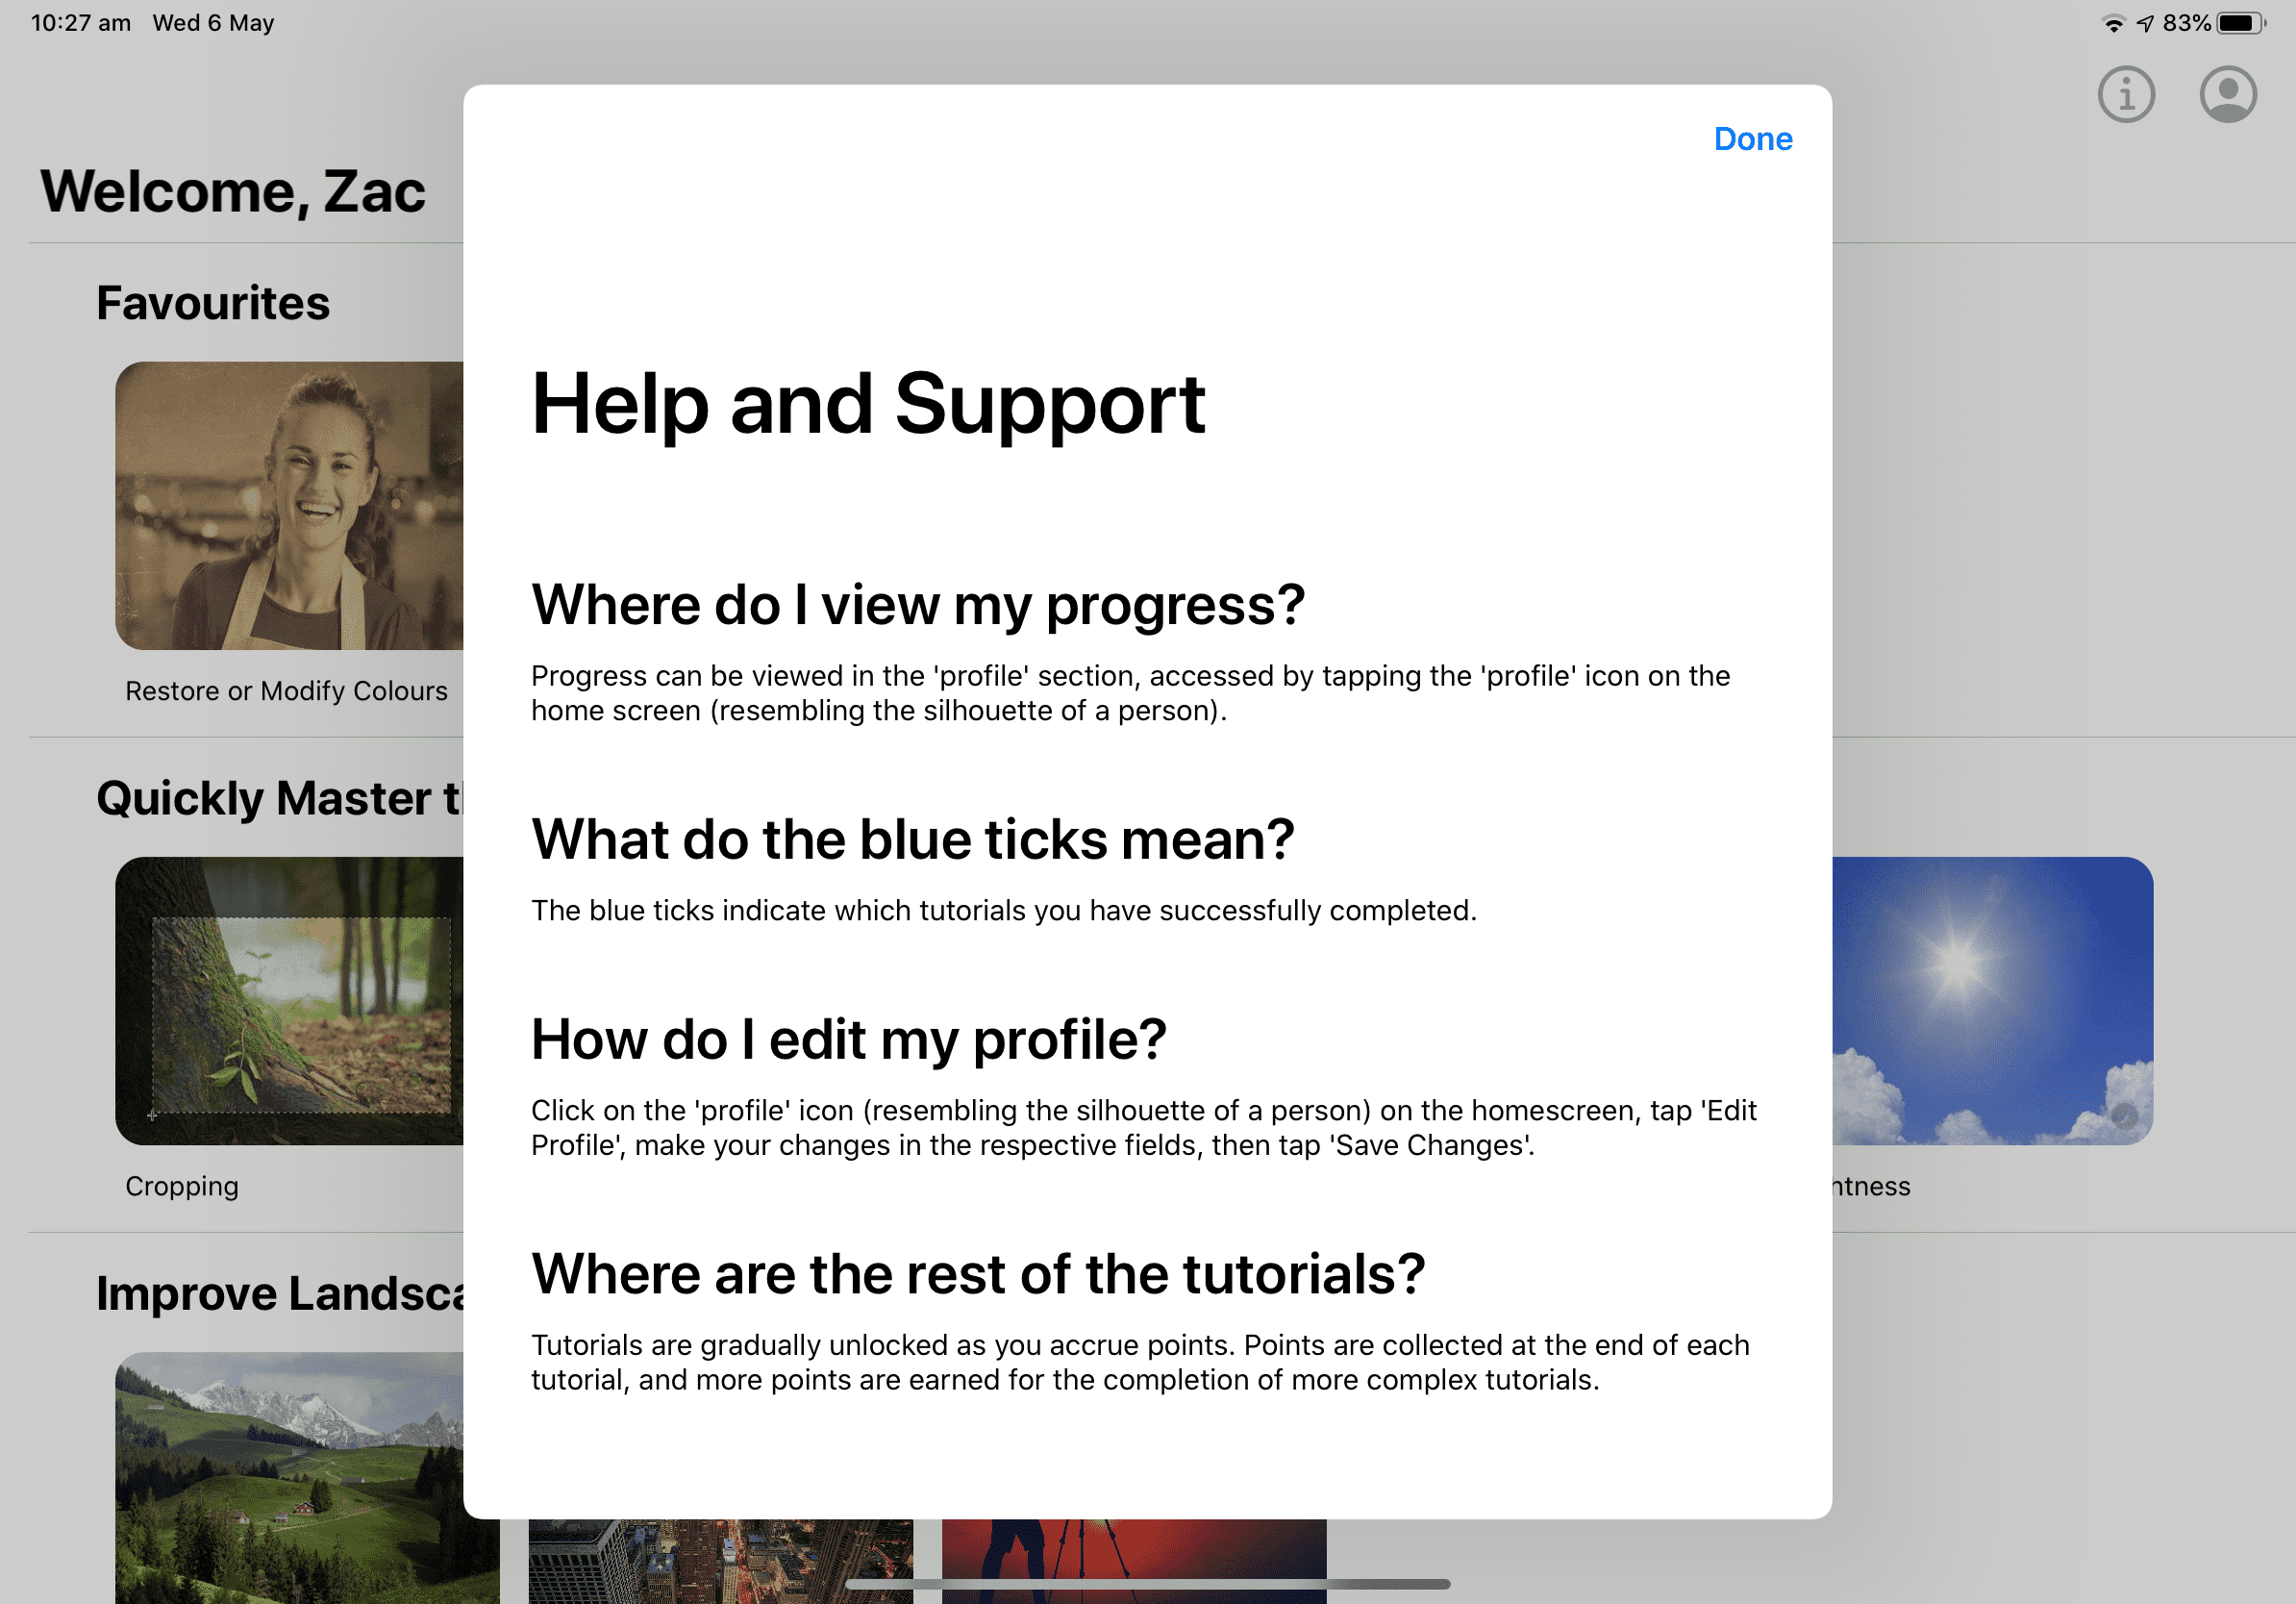 10:27 am Wed 6 May
83%
Welcome, Zac
Favourites
Restore or Modify Colours
Quickly Master
Cropping
Improve
Done
Help and Support
Where do I view my progress?
Progress can be viewed in the 'profile' section, accessed by tapping the 'profile' icon on the
home screen (resembling the silhouette of a person).
What do the blue ticks mean?
The blue ticks indicate which tutorials you have successfully completed.
How do I edit my profile?
Click on the 'profile' icon (resembling the silhouette of a person) on the homescreen, tap 'Edit
Profile', make your changes in the respective fields, then tap 'Save Changes'.
Where are the rest of the tutorials?
Tutorials are gradually unlocked as you accrue points. Points are collected at the end of each
tutorial, and more points are earned for the completion of more complex tutorials.